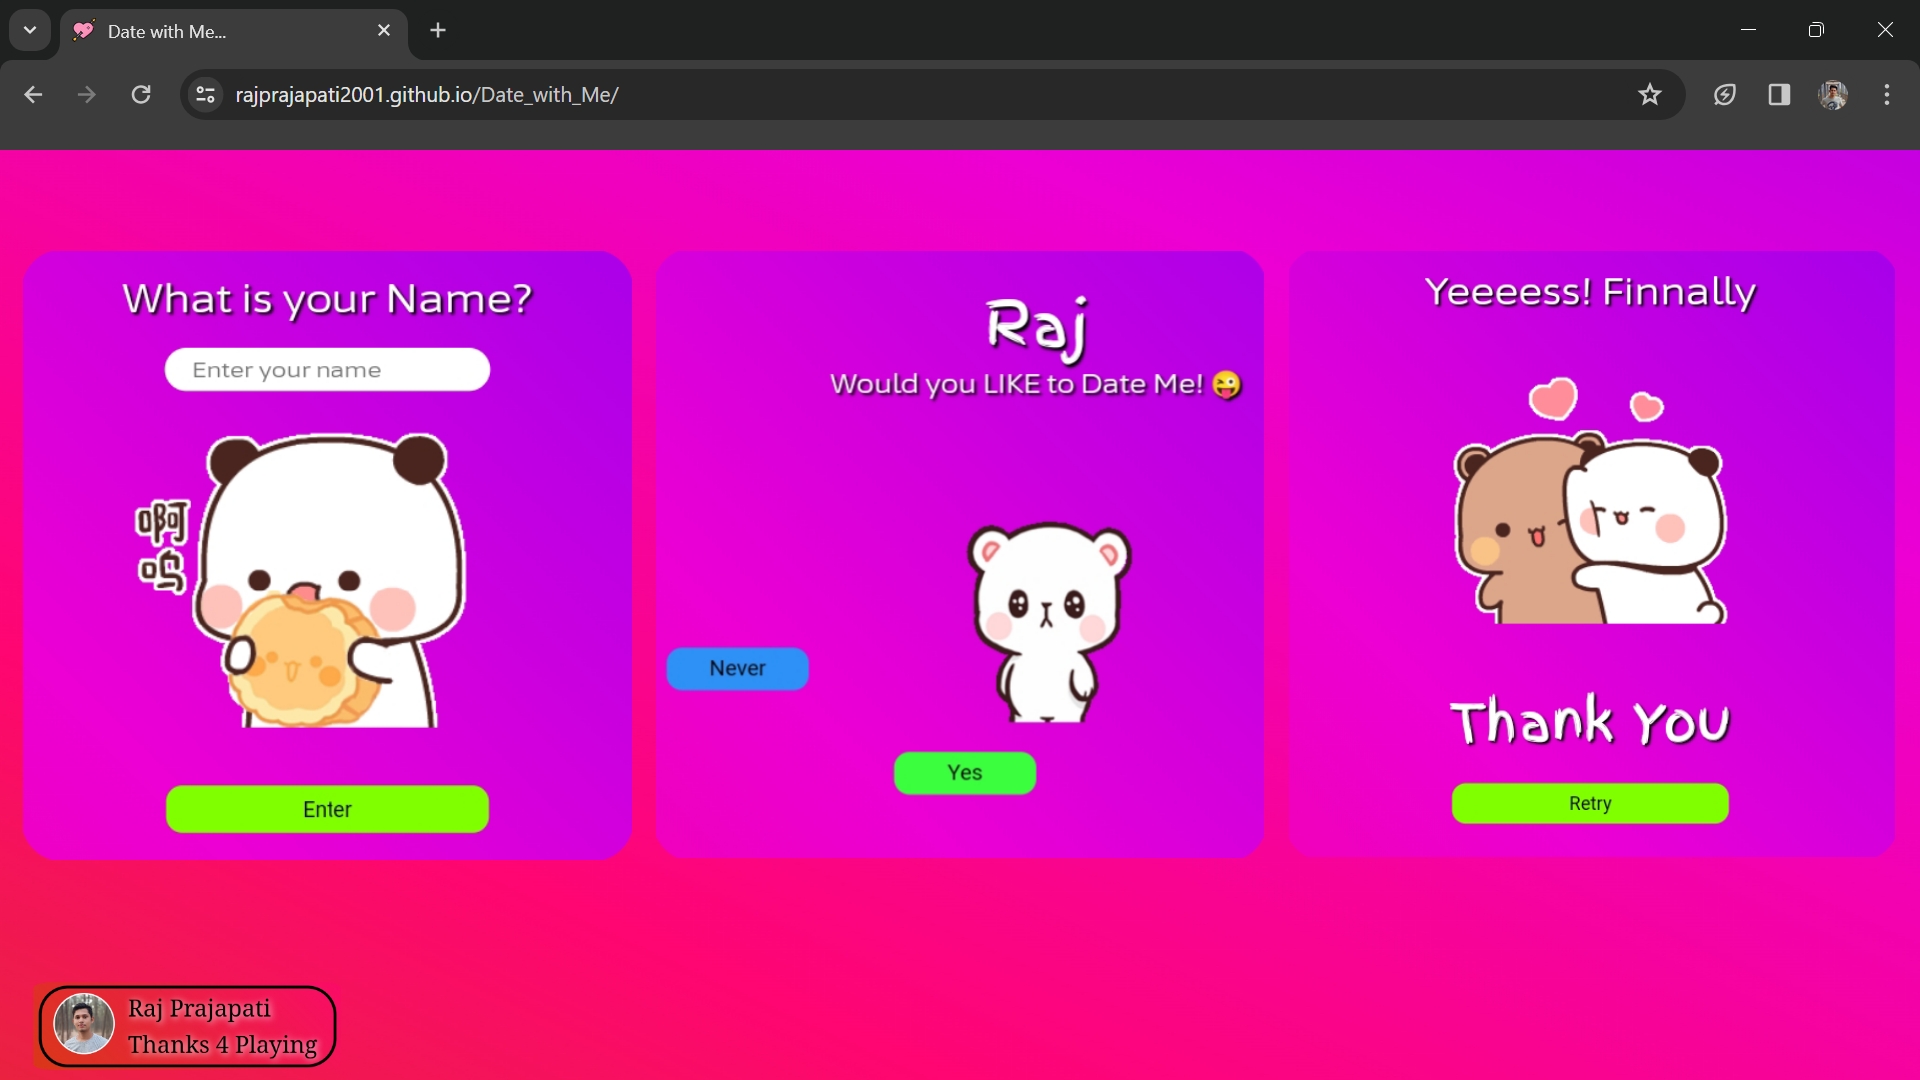 Date with Me...
rajprajapati2001.github.io/Date_with_Me/
What is your Name?
Enter your name
啊
呜
Enter
Raj
Would you LIKE to Date Me! 😜
Never
Yes
Yeeeess! Finnally
Thank You
Retry
Raj Prajapati
Thanks 4 Playing